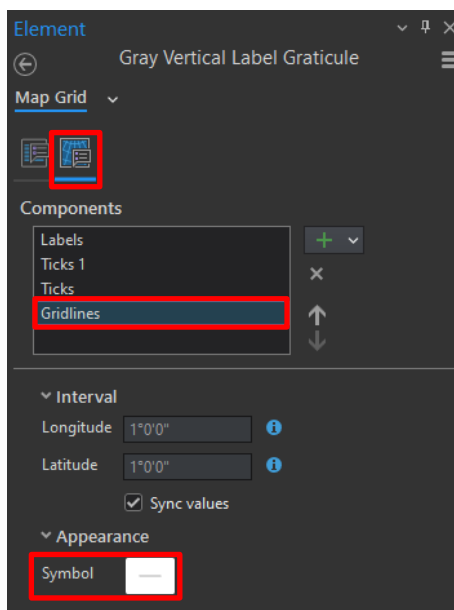 Element
Gray Vertical Label Graticule
Map Grid
Components
Labels
Ticks 1
Ticks
Gridlines
Interval
Longitude 1°0'0"
Latitude 1°0'0"
Sync values
Appearance
Symbol